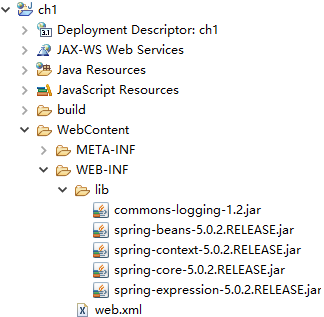 ch1
Deployment Descriptor: ch1
JAX-WS Web Services
Java Resources
JavaScript Resources
build
WebContent
META-INF
WEB-INF
lib
commons-logging-1.2.jar
spring-beans-5.0.2.RELEASE.jar
spring-context-5.0.2.RELEASE.jar
spring-core-5.0.2.RELEASE.jar
spring-expression-5.0.2.RELEASE.jar
web.xml